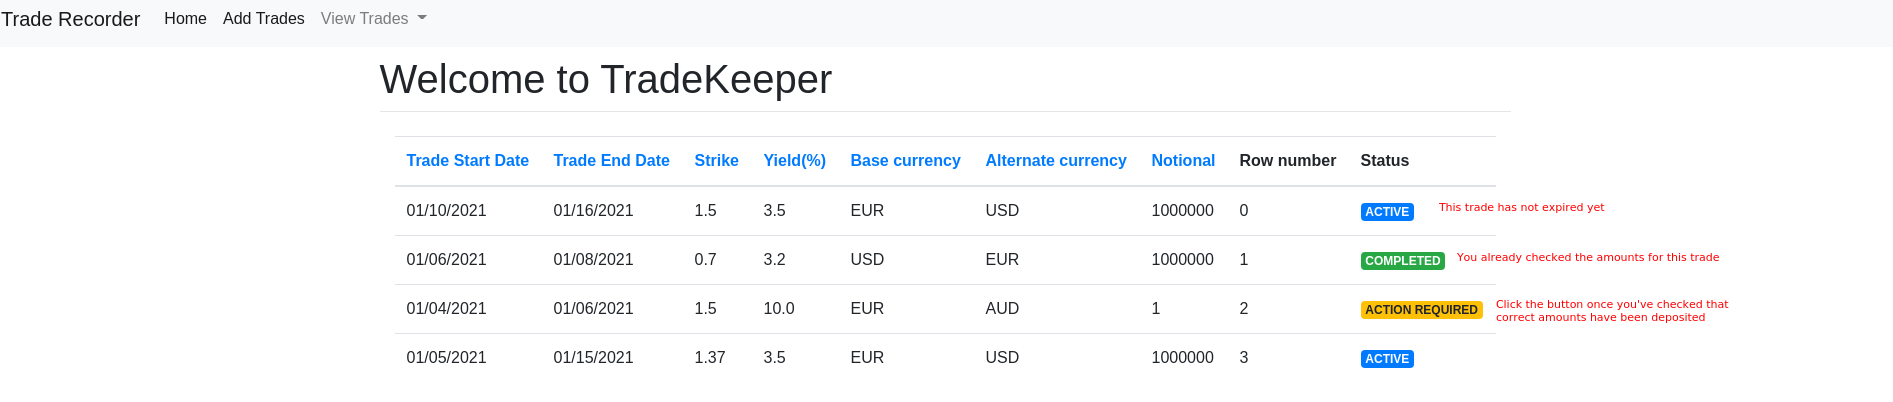 Trade Recorder Home Add Trades View Trades
Welcome to TradeKeeper
Trade Start Date Trade End Date Strike Yield(%) Base currency Alternate currency Notional Row number Status
01/10/2021 01/16/2021 1.5 3.5 EUR USD 1000000 0 ACTIVE This trade has not expired yet
01/06/2021 01/08/2021 0.7 3.2 USD EUR 1000000 1 COMPLETED You already checked the amounts for this trade
01/04/2021 01/06/2021 1.5 10.0 EUR AUD 1 2 ACTION REQUIRED Click the button once you've checked that
correct amounts have been deposited
01/05/2021 01/15/2021 1.37 3.5 EUR USD 1000000 3 ACTIVE